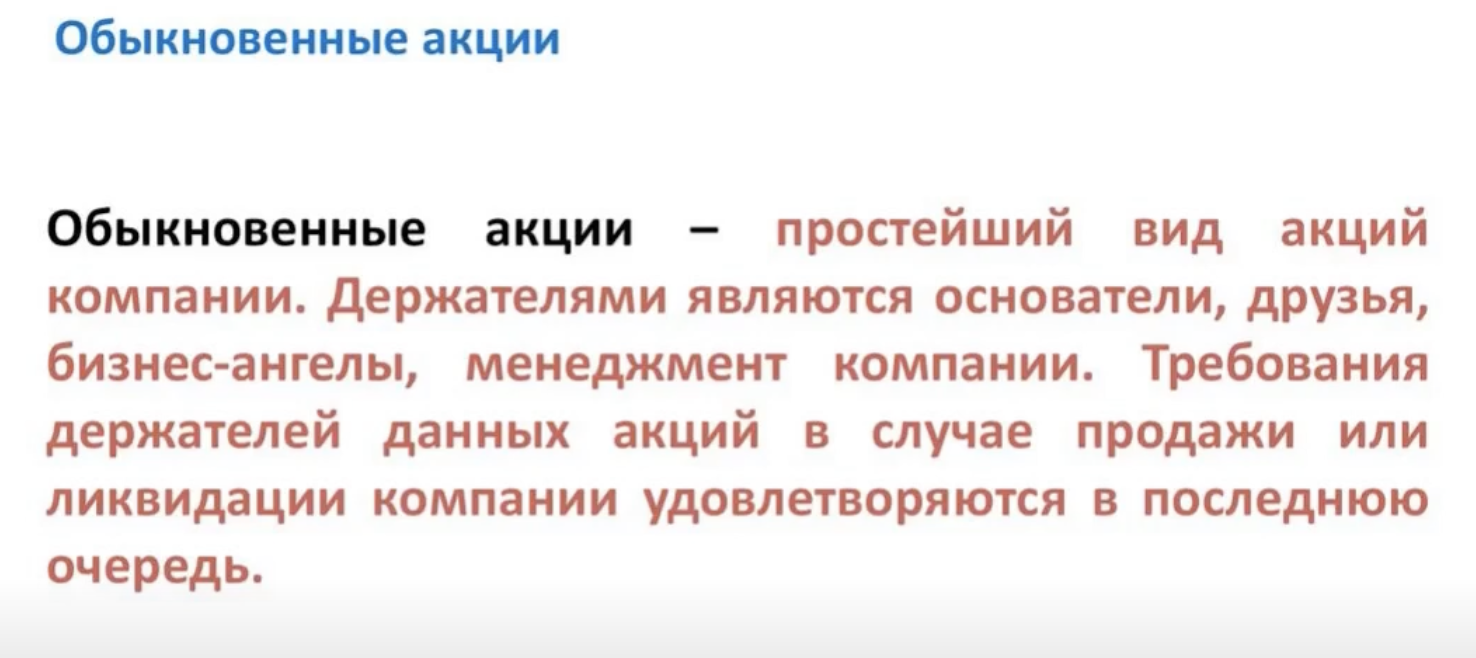 Обыкновенные акции
Обыкновенные акции – простейший вид акций
компании. Держателями являются основатели, друзья,
бизнес-ангелы, менеджмент компании. Требования
держателей данных акций в случае продажи или
ликвидации компании удовлетворяются в последнюю
очередь.